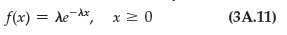 f(x) = λe^{-λx}, x ≥ 0 (3A.11)